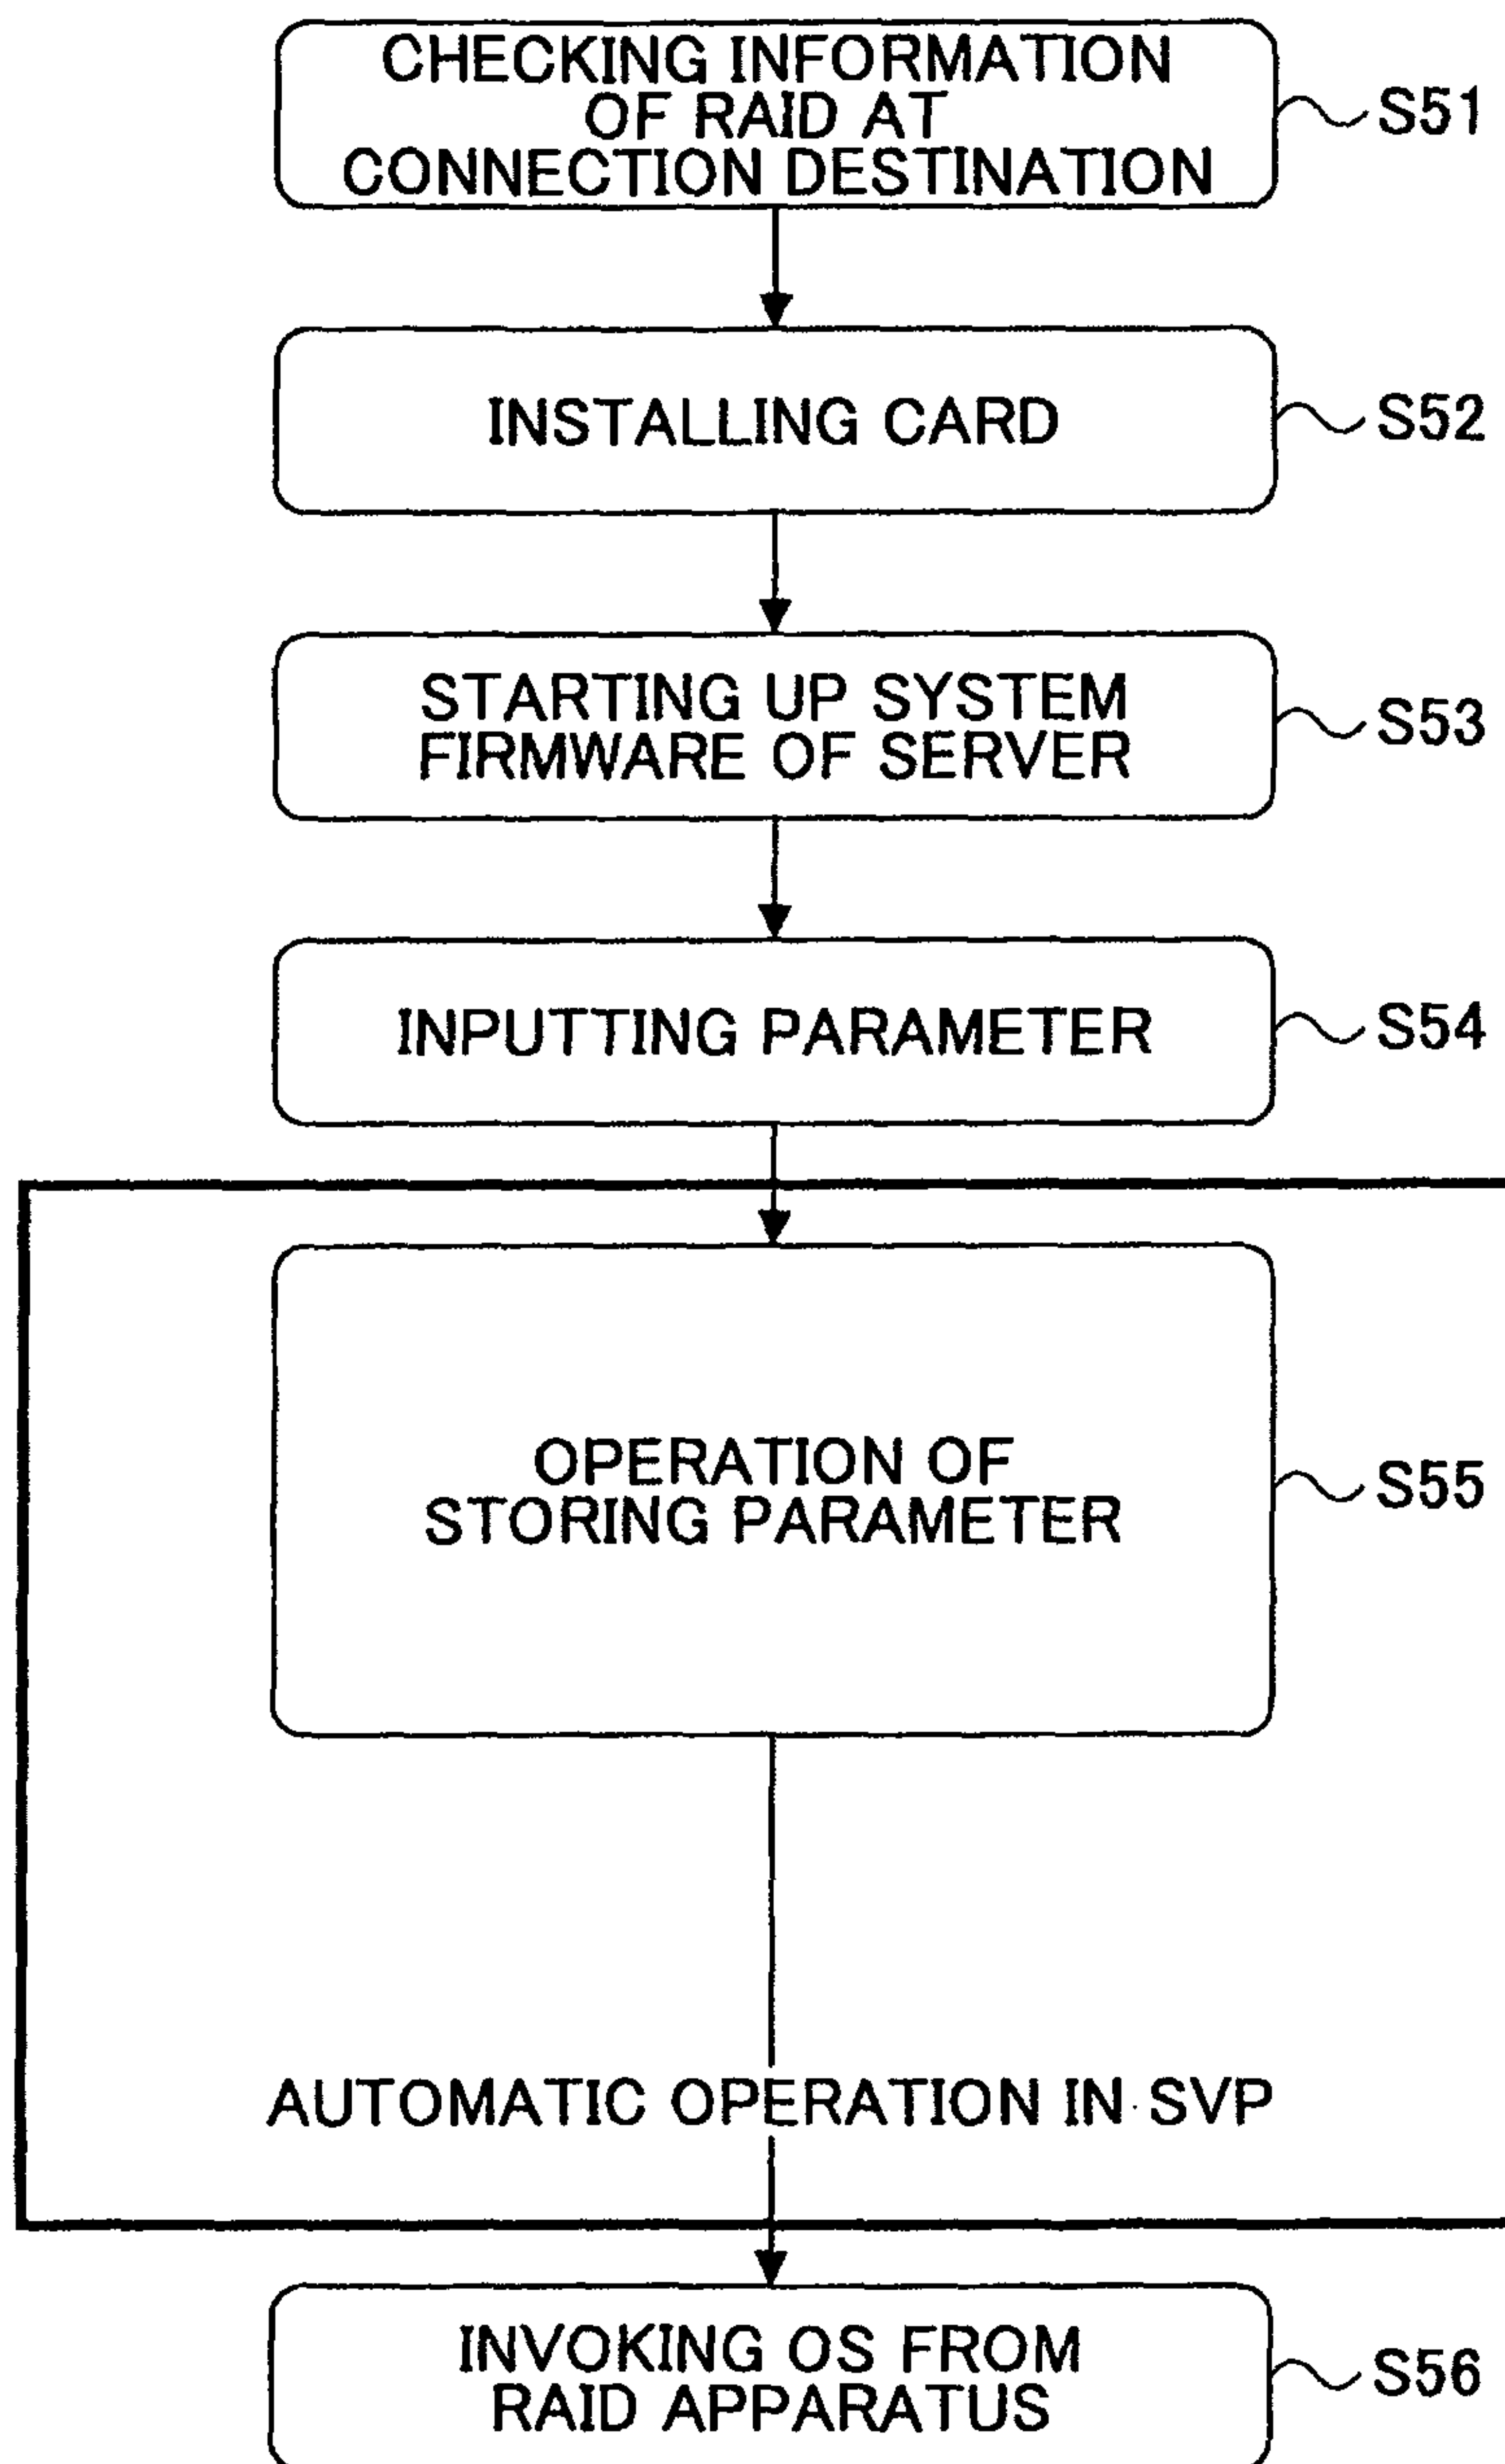 CHECKING INFORMATION
OF RAID AT
CONNECTION DESTINATION
S51
INSTALLING CARD
S52
STARTING UP SYSTEM
FIRMWARE OF SERVER
S53
INPUTTING PARAMETER
S54
OPERATION OF
STORING PARAMETER
S55
AUTOMATIC OPERATION IN SVP
INVOKING OS FROM
RAID APPARATUS
S56